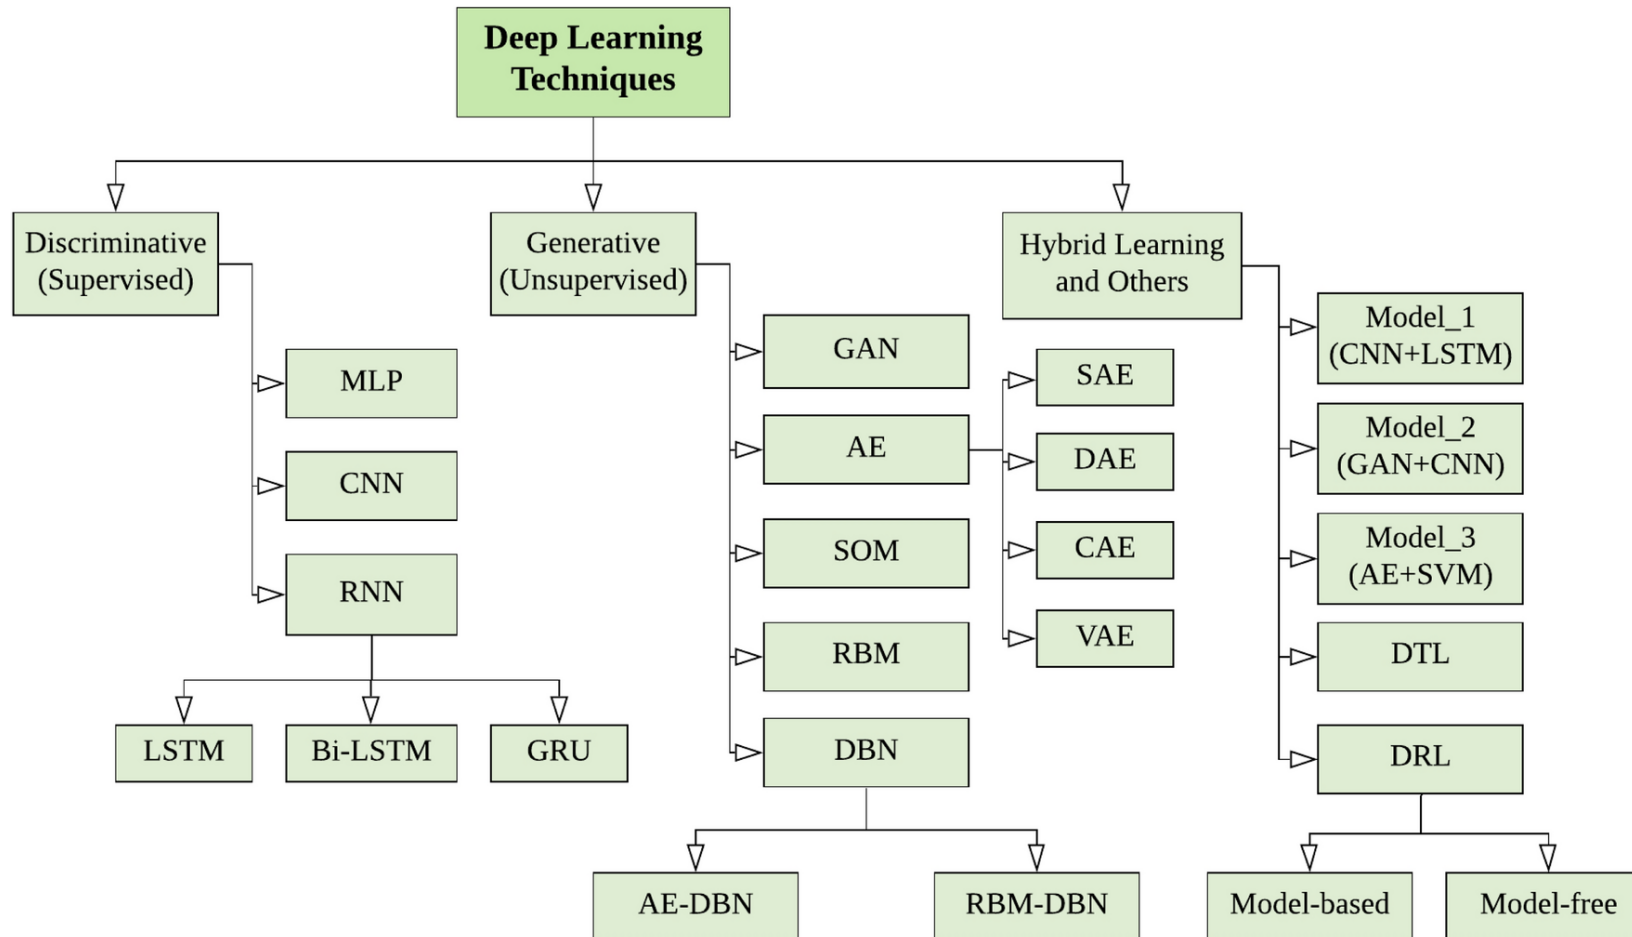 Deep Learning
Techniques
Discriminative
(Supervised)
MLP
CNN
RNN
LSTM
Bi-LSTM
GRU
Generative
(Unsupervised)
GAN
AE
SAE
DAE
CAE
VAE
SOM
RBM
DBN
AE-DBN
RBM-DBN
Hybrid Learning
and Others
Model_1
(CNN+LSTM)
Model_2
(GAN+CNN)
Model_3
(AE+SVM)
DTL
DRL
Model-based
Model-free